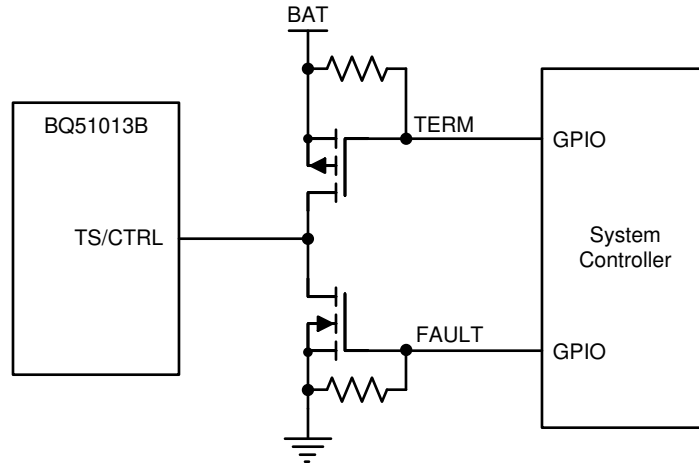 BAT
BQ51013B
TERM
GPIO
TS/CTRL
System
Controller
FAULT
GPIO